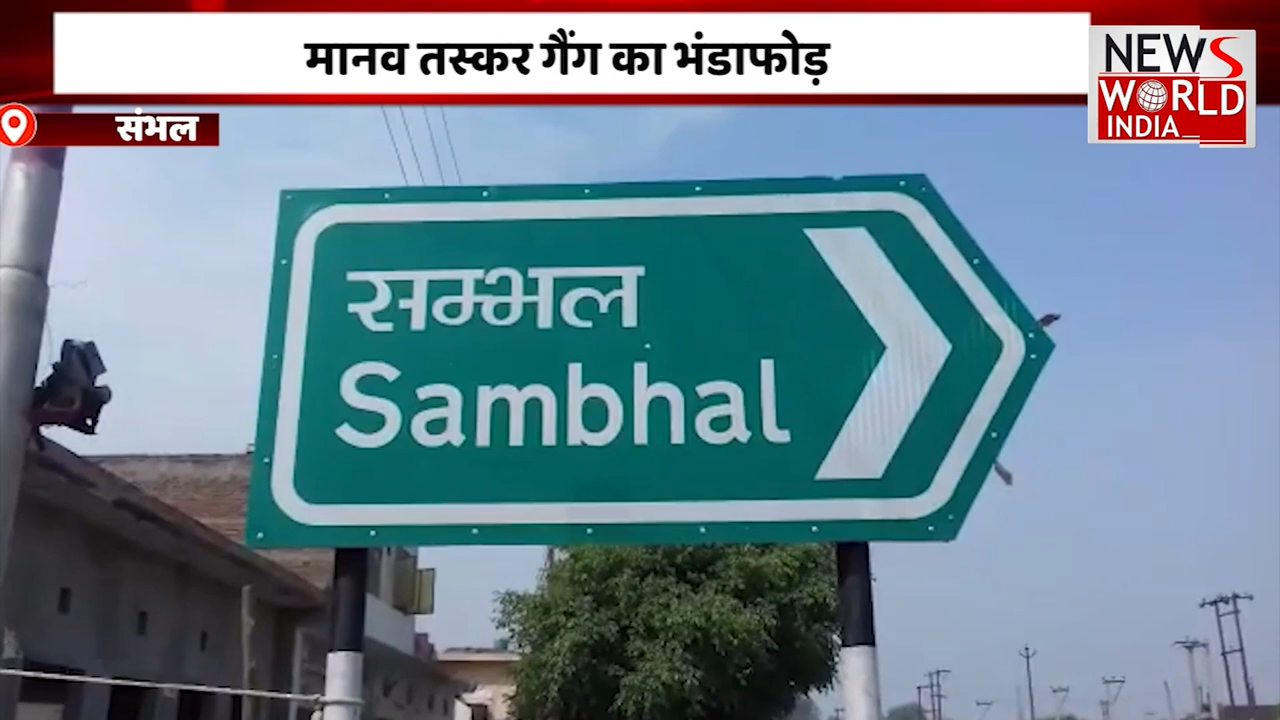 मानव तस्कर गैंग का भंडाफोड़
NEWS
WORLD
INDIA
संभल
सम्भल
Sambhal